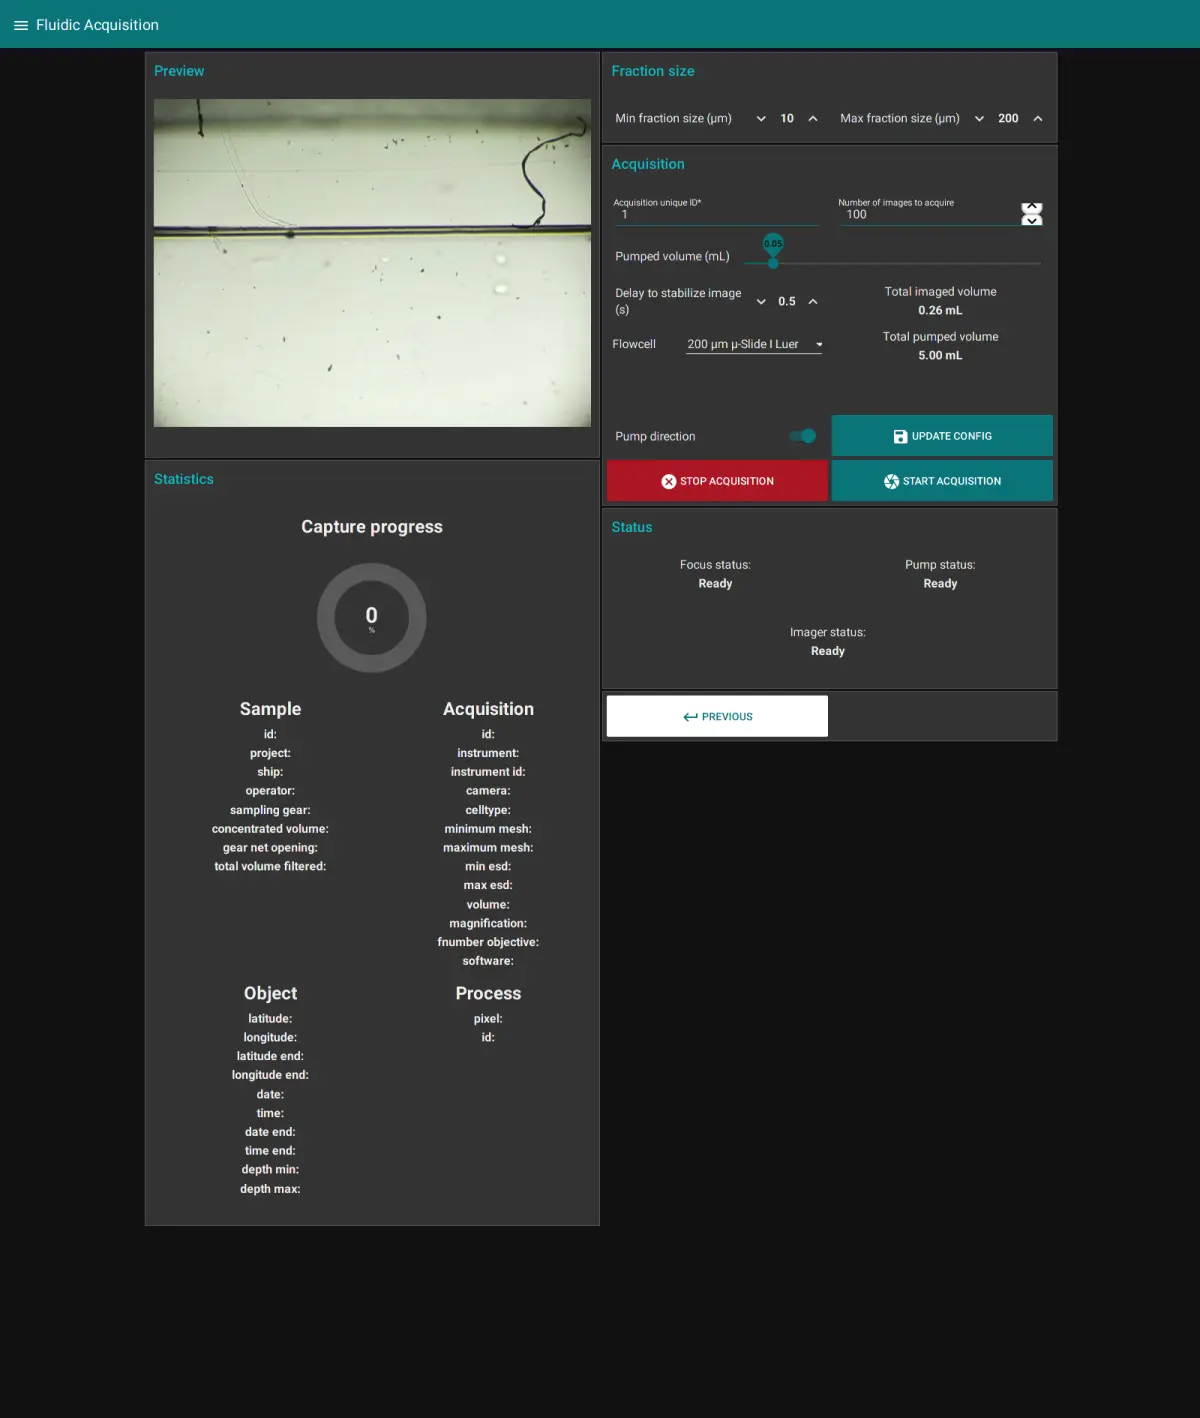 Fluidic Acquisition
Preview
Statistics
Capture progress
0
%
Sample
id:
project:
ship:
operator:
sampling gear:
concentrated volume:
gear net opening:
total volume filtered:
Acquisition
id:
instrument:
instrument id:
camera:
celltype:
minimum mesh:
maximum mesh:
min esd:
max esd:
volume:
magnification:
fnumber objective:
software:
Object
latitude:
longitude:
latitude end:
longitude end:
date:
time:
date end:
time end:
depth min:
depth max:
Process
pixel:
id:
Fraction size
Min fraction size (µm) 10 Max fraction size (µm) 200
Acquisition
Acquisition unique ID* Number of images to acquire
1 100
0.05
Pumped volume (mL)
Delay to stabilize image
(s)
0.5
Total imaged volume
0.26 mL
Flowcell 200 µm µ-Slide I Luer
Total pumped volume
5.00 mL
Pump direction
UPDATE CONFIG
STOP ACQUISITION
START ACQUISITION
Status
Focus status:
Ready
Pump status:
Ready
Imager status:
Ready
PREVIOUS